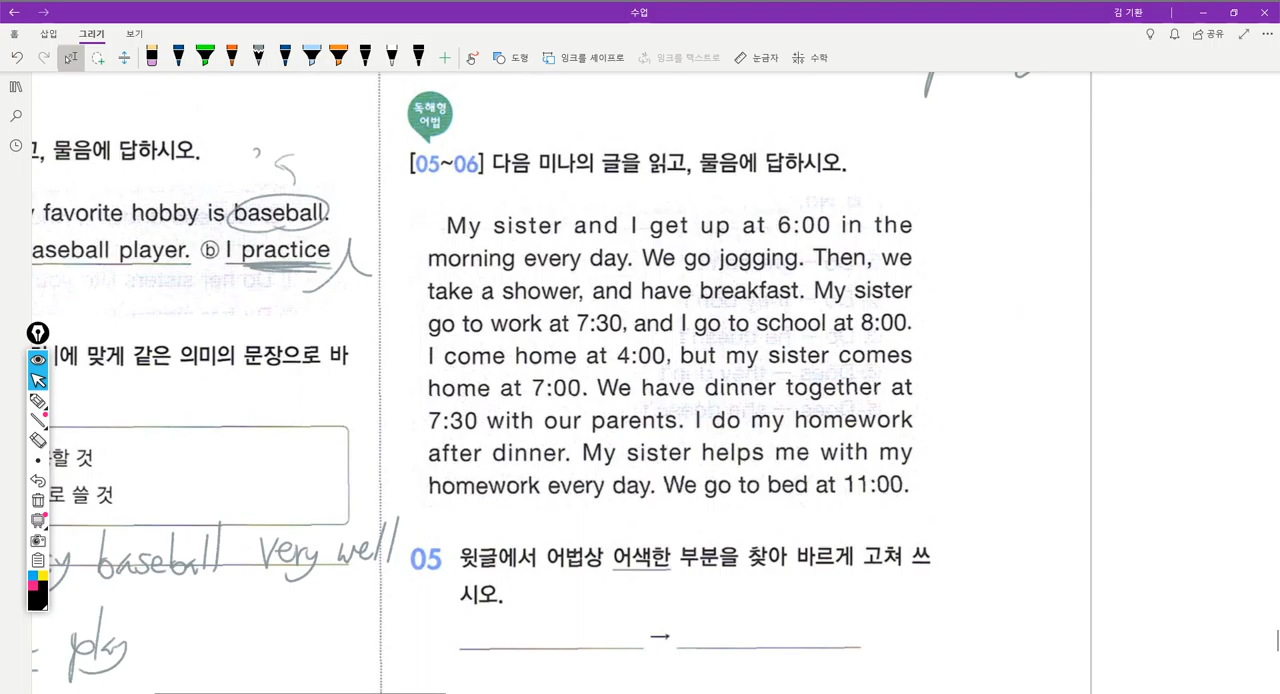 수업
김 기환
홈 삽입 그리기 보기
공유
도형 잉크를 셰이프로 잉크를 텍스트로 눈금자 수학
고, 물음에 답하시오.
favorite hobby is baseball.
aseball player. ⓑ I practice
에 맞게 같은 의미의 문장으로 바
할 것
로 쓸 것
baseball very well
play
독해형
어법
[05~06] 다음 미나의 글을 읽고, 물음에 답하시오.
My sister and I get up at 6:00 in the
morning every day. We go jogging. Then, we
take a shower, and have breakfast. My sister
go to work at 7:30, and I go to school at 8:00.
I come home at 4:00, but my sister comes
home at 7:00. We have dinner together at
7:30 with our parents. I do my homework
after dinner. My sister helps me with my
homework every day. We go to bed at 11:00.
05 윗글에서 어법상 어색한 부분을 찾아 바르게 고쳐 쓰
시오.
→